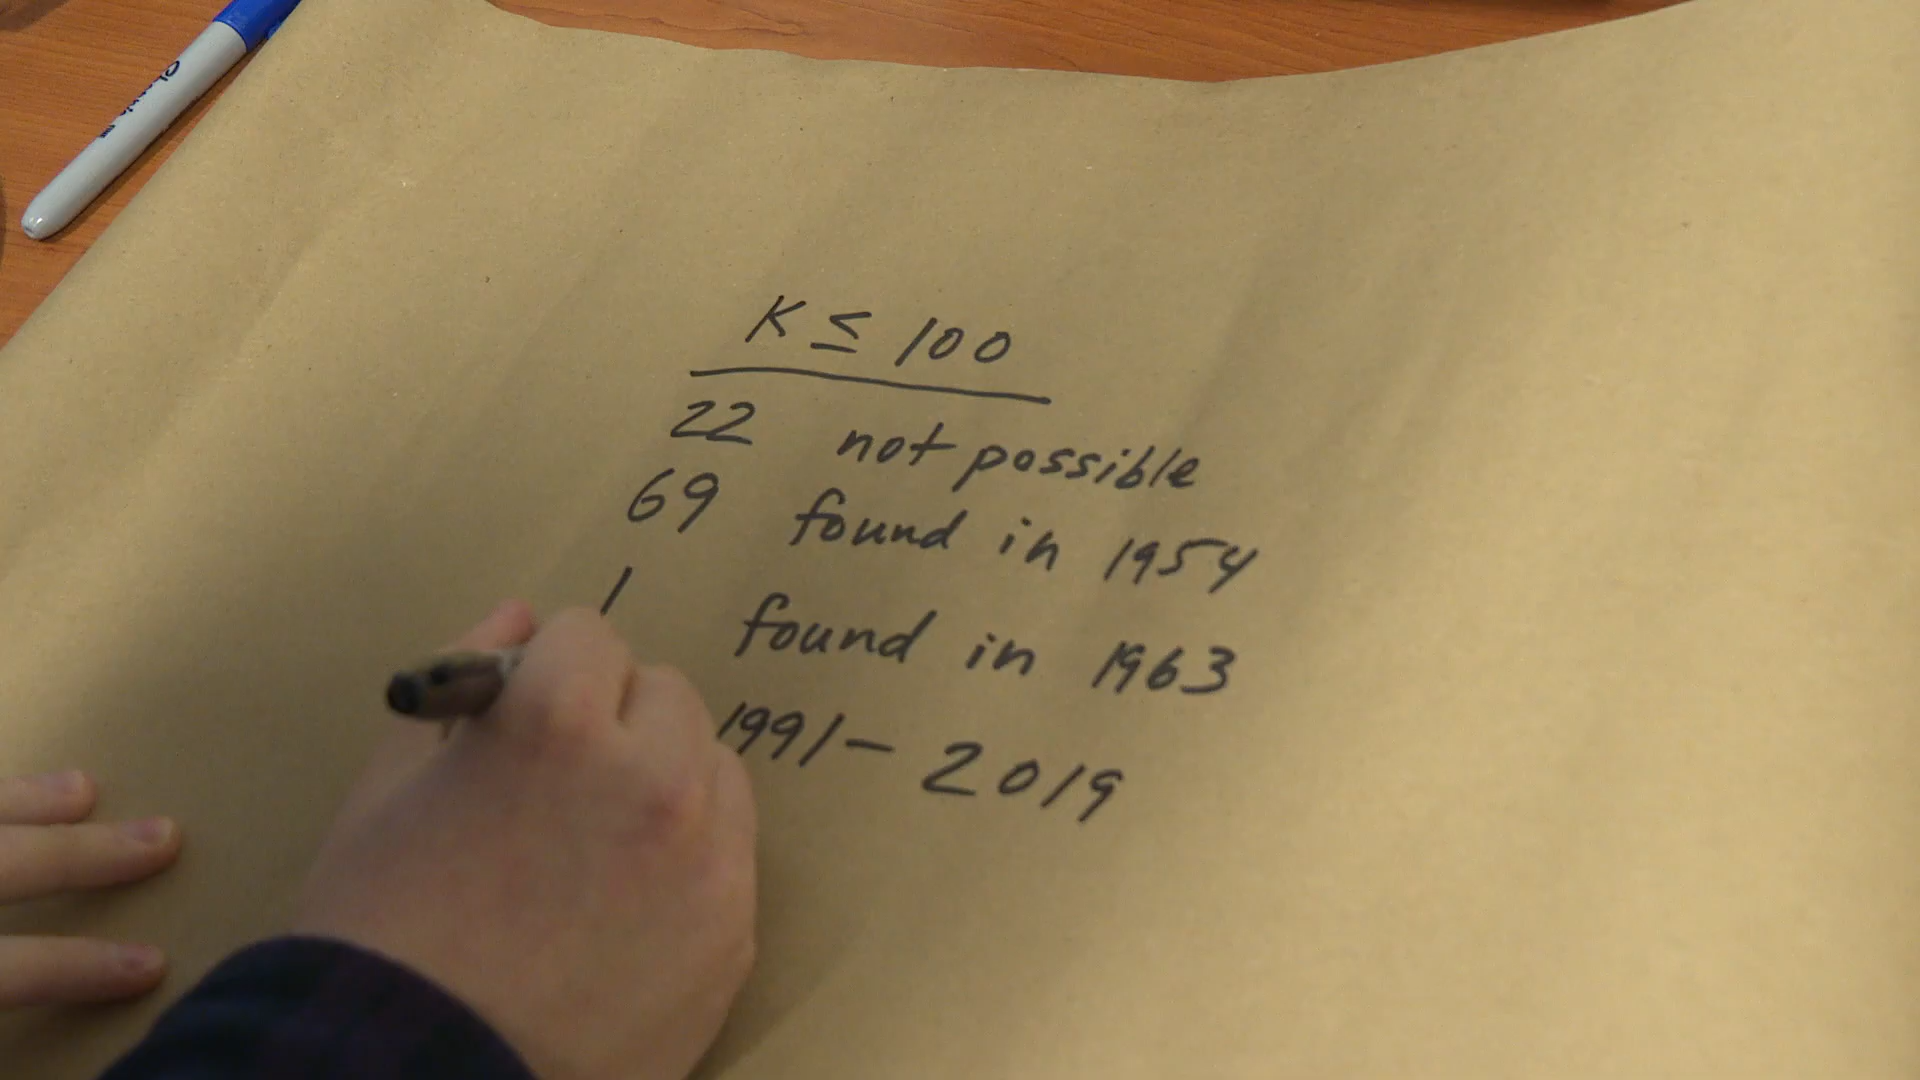 K ≤ 100
22 not possible
69 found in 1954
1 found in 1963
1991 – 2019